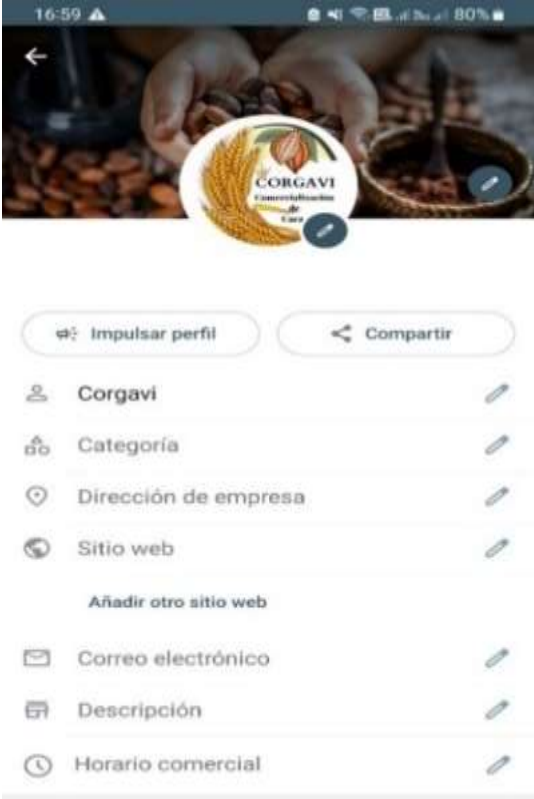 16:59 80%
CORGAVI
Comercialización
de
Impulsar perfil Compartir
Corgavi
Categoría
Dirección de empresa
Sitio web
Añadir otro sitio web
Correo electrónico
Descripción
Horario comercial